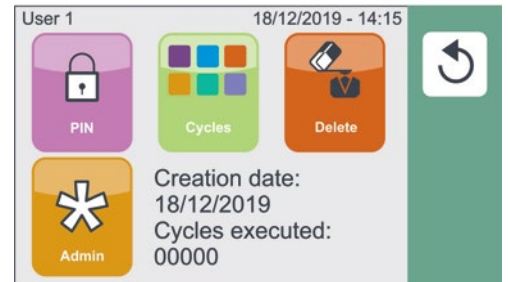 User 1 18/12/2019 - 14:15
PIN Cycles Delete
Admin
Creation date:
18/12/2019
Cycles executed:
00000